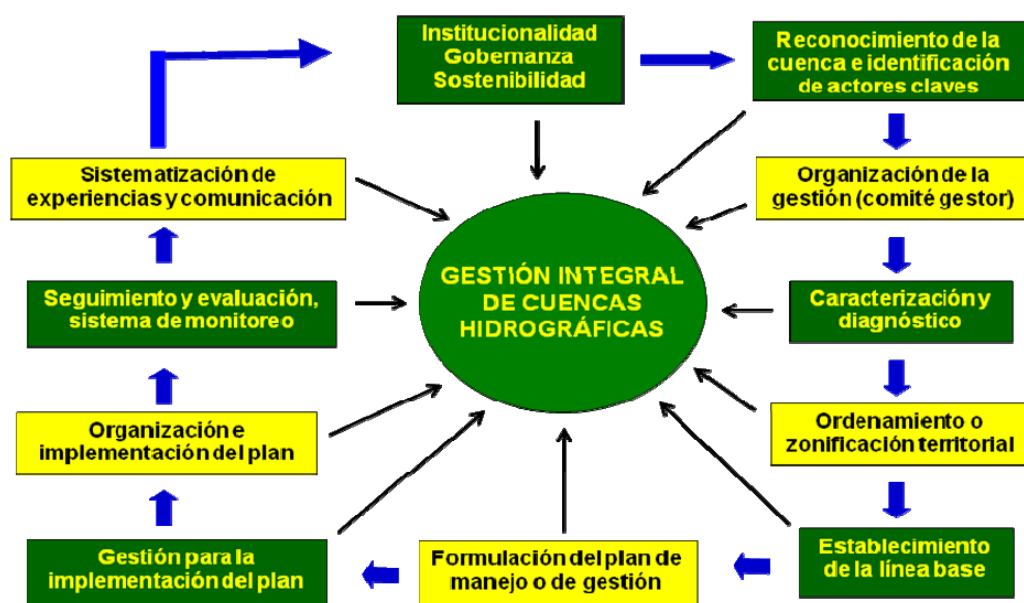 Institucionalidad
Gobernanza
Sostenibilidad
Reconocimiento de la
cuenca e identificación
de actores claves
Organización de la
gestión (comité gestor)
Caracterización y
diagnóstico
Ordenamiento o
zonificación territorial
Establecimiento
de la línea base
Formulación del plan de
manejo o de gestión
Gestión para la
implementación del plan
Organización e
implementación del plan
Seguimiento y evaluación,
sistema de monitoreo
Sistematización de
experiencias y comunicación
GESTIÓN INTEGRAL
DE CUENCAS
HIDROGRÁFICAS